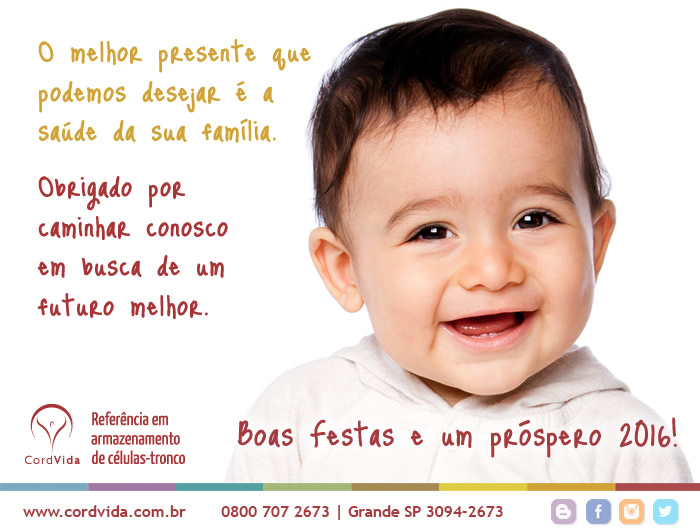 O melhor presente que
podemos desejar é a
saúde da sua família.
Obrigado por
caminhar conosco
em busca de um
futuro melhor.
CordVida
Referência em
armazenamento
de células-tronco
Boas festas e um próspero 2016!
www.cordvida.com.br 0800 707 2673 | Grande SP 3094-2673